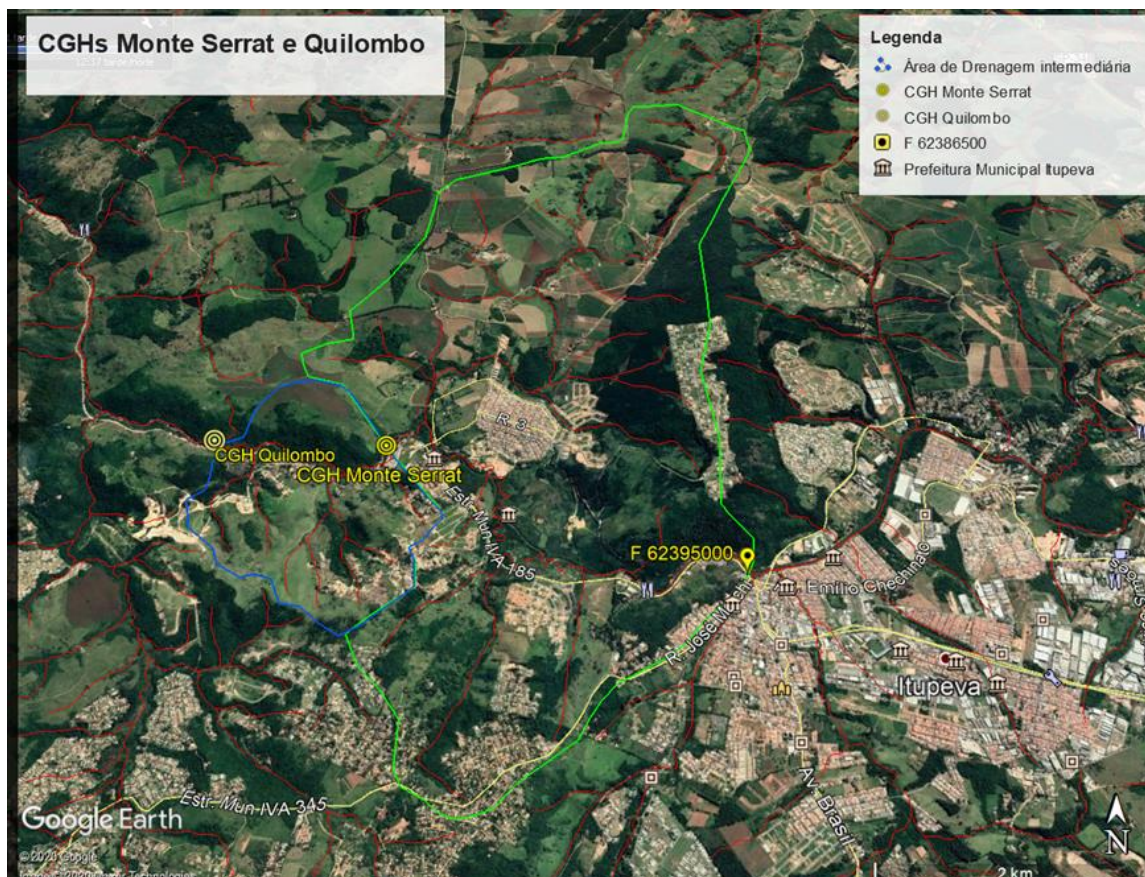 CGHs Monte Serrat e Quilombo
Legenda
Área de Drenagem intermediária
CGH Monte Serrat
CGH Quilombo
F 62386500
Prefeitura Municipal Itupeva
R. 3
CGH Quilombo
CGH Monte Serrat
Estr. Mun IVA 185
F 62395000
Emílio Chechinato
R. José March
Itupeva
Av. Brasil
Estr. Mun IVA 345
Google Earth
© 2020 Google
N
2 km